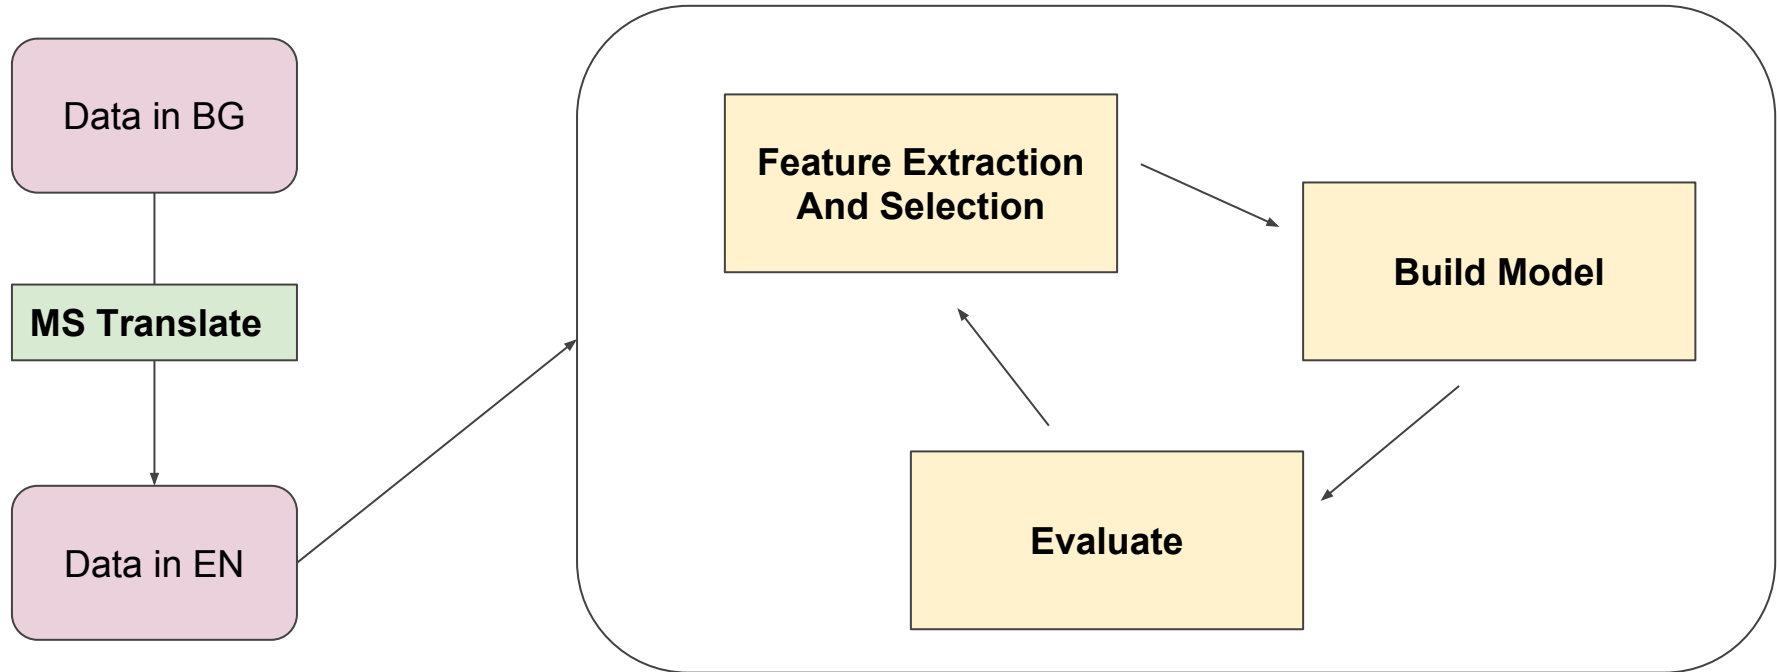 Data in BG
MS Translate
Data in EN
Feature Extraction
And Selection
Build Model
Evaluate